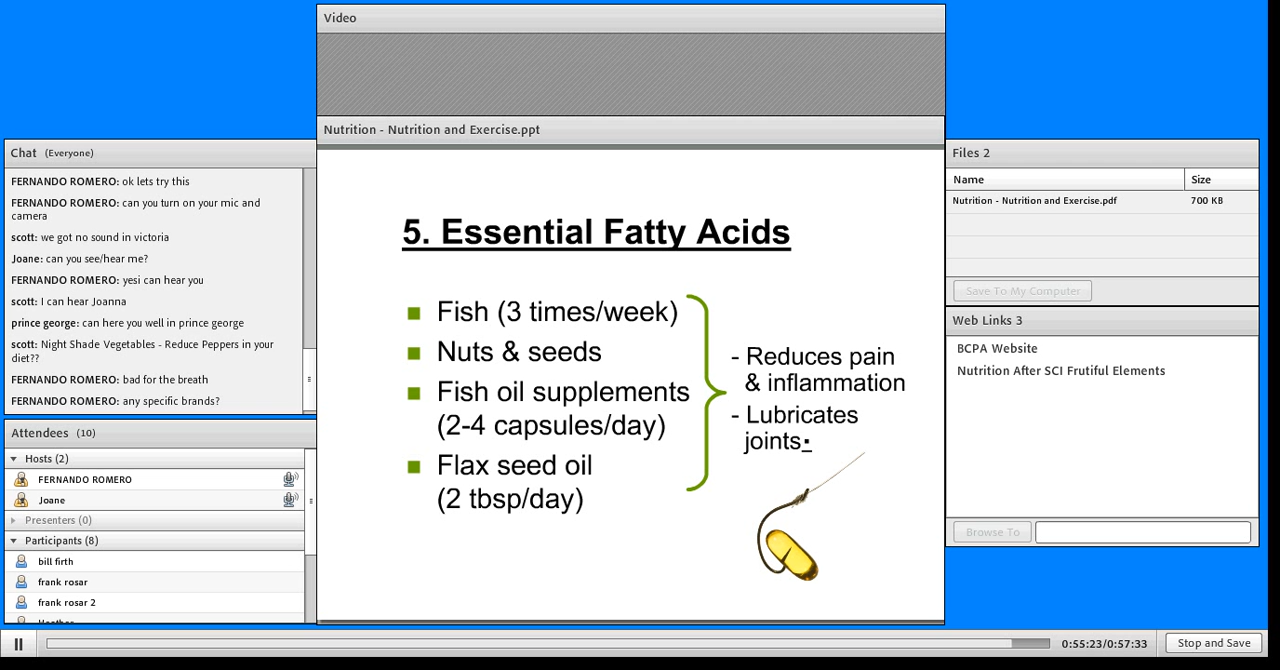 Video
Nutrition - Nutrition and Exercise.ppt
Chat (Everyone)
FERNANDO ROMERO: ok lets try this
FERNANDO ROMERO: can you turn on your mic and
camera
scott: we got no sound in victoria
Joane: can you see/hear me?
FERNANDO ROMERO: yesi can hear you
scott: I can hear Joanna
prince george: can here you well in prince george
scott: Night Shade Vegetables - Reduce Peppers in your
diet??
FERNANDO ROMERO: bad for the breath
FERNANDO ROMERO: any specific brands?
Attendees (10)
Hosts (2)
FERNANDO ROMERO
Joane
Presenters (0)
Participants (8)
bill firth
frank rosar
frank rosar 2
Heather
5. Essential Fatty Acids
Fish (3 times/week)
Nuts & seeds
Fish oil supplements
(2-4 capsules/day)
Flax seed oil
(2 tbsp/day)
- Reduces pain
& inflammation
- Lubricates
joints.
Files 2
Name Size
Nutrition - Nutrition and Exercise.pdf 700 KB
Save To My Computer
Web Links 3
BCPA Website
Nutrition After SCI Frutiful Elements
Browse To
0:55:23/0:57:33
Stop and Save